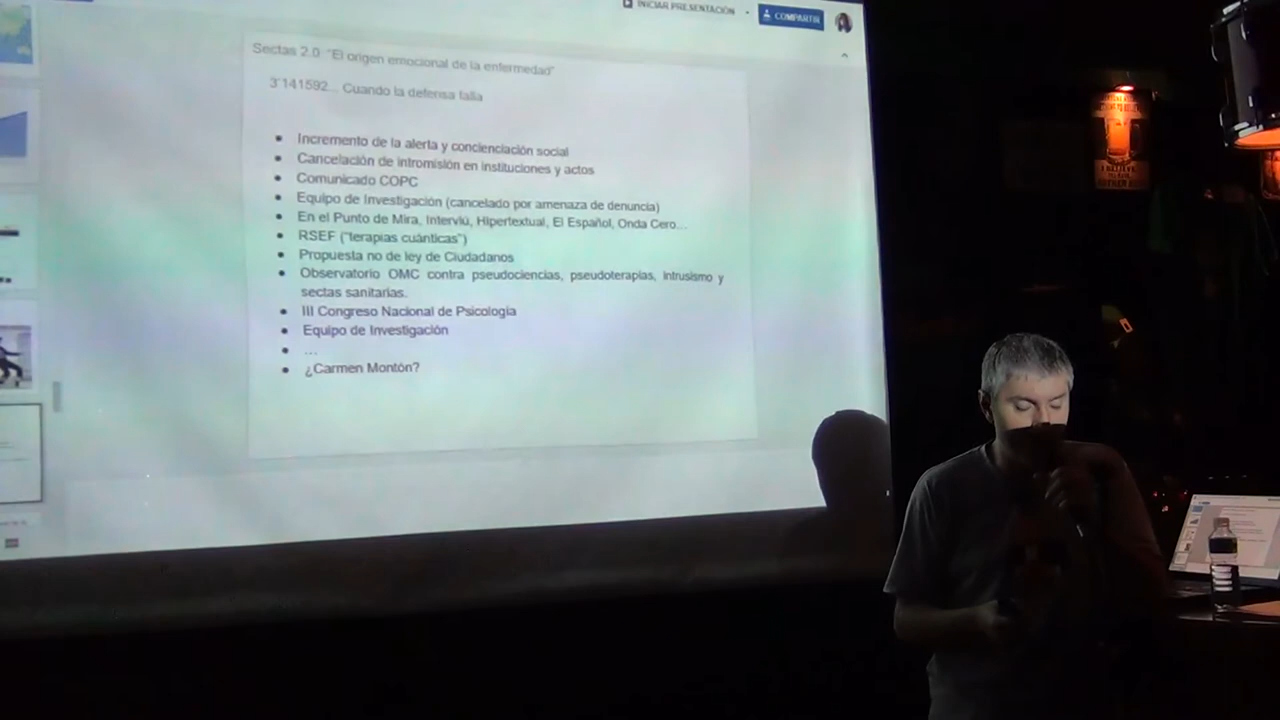 INICIAR PRESENTACIÓN
COMPARTIR
Sectas 2.0: "El origen emocional de la enfermedad"
3'141592... Cuando la defensa falla
● Incremento de la alerta y concienciación social
● Cancelación de intromisión en instituciones y actos
● Comunicado COPC
● Equipo de Investigación (cancelado por amenaza de denuncia)
● En el Punto de Mira, Interviú, Hipertextual, El Español, Onda Cero...
● RSEF ("terapias cuánticas")
● Propuesta no de ley de Ciudadanos
● Observatorio OMC contra pseudociencias, pseudoterapias, intrusismo y
sectas sanitarias.
● III Congreso Nacional de Psicología
● Equipo de Investigación
● ...
● ¿Carmen Montón?